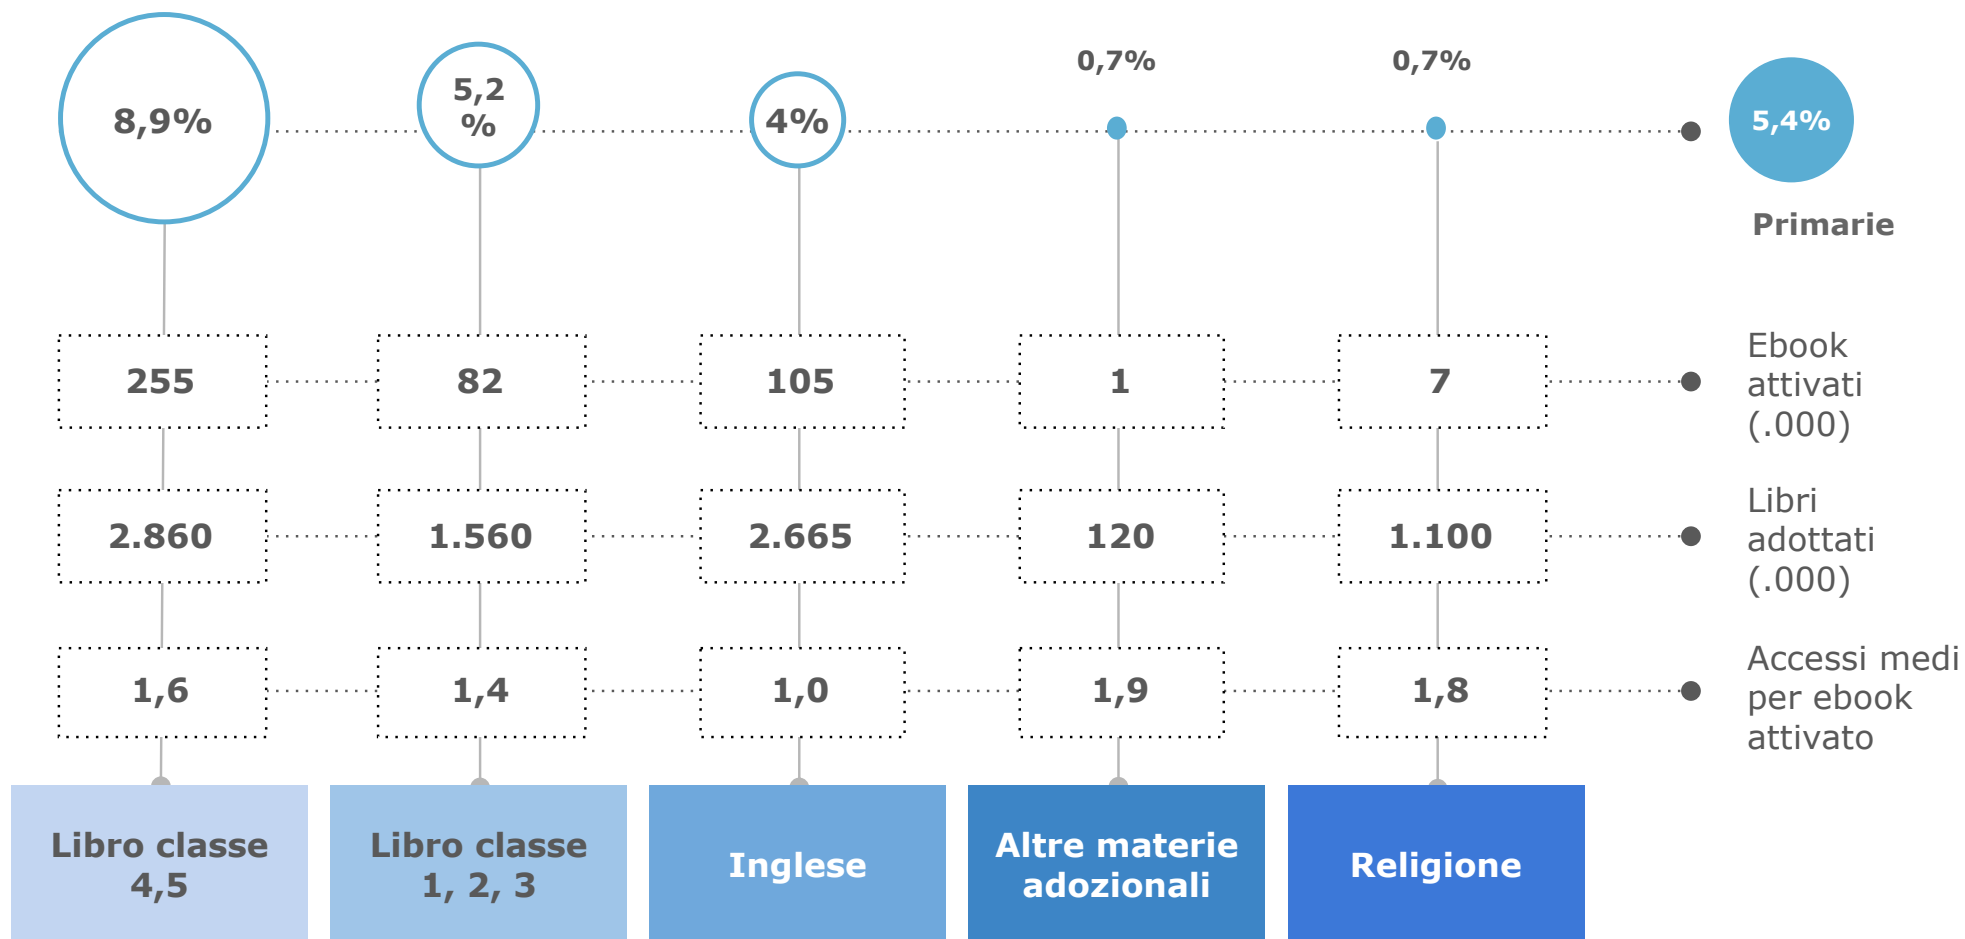 8,9%
5,2
%
4%
0,7%
0,7%
5,4%
Primarie
255
82
105
1
7
Ebook
attivati
(.000)
2.860
1.560
2.665
120
1.100
Libri
adottati
(.000)
1,6
1,4
1,0
1,9
1,8
Accessi medi
per ebook
attivato
Libro classe
4,5
Libro classe
1, 2, 3
Inglese
Altre materie
adozionali
Religione